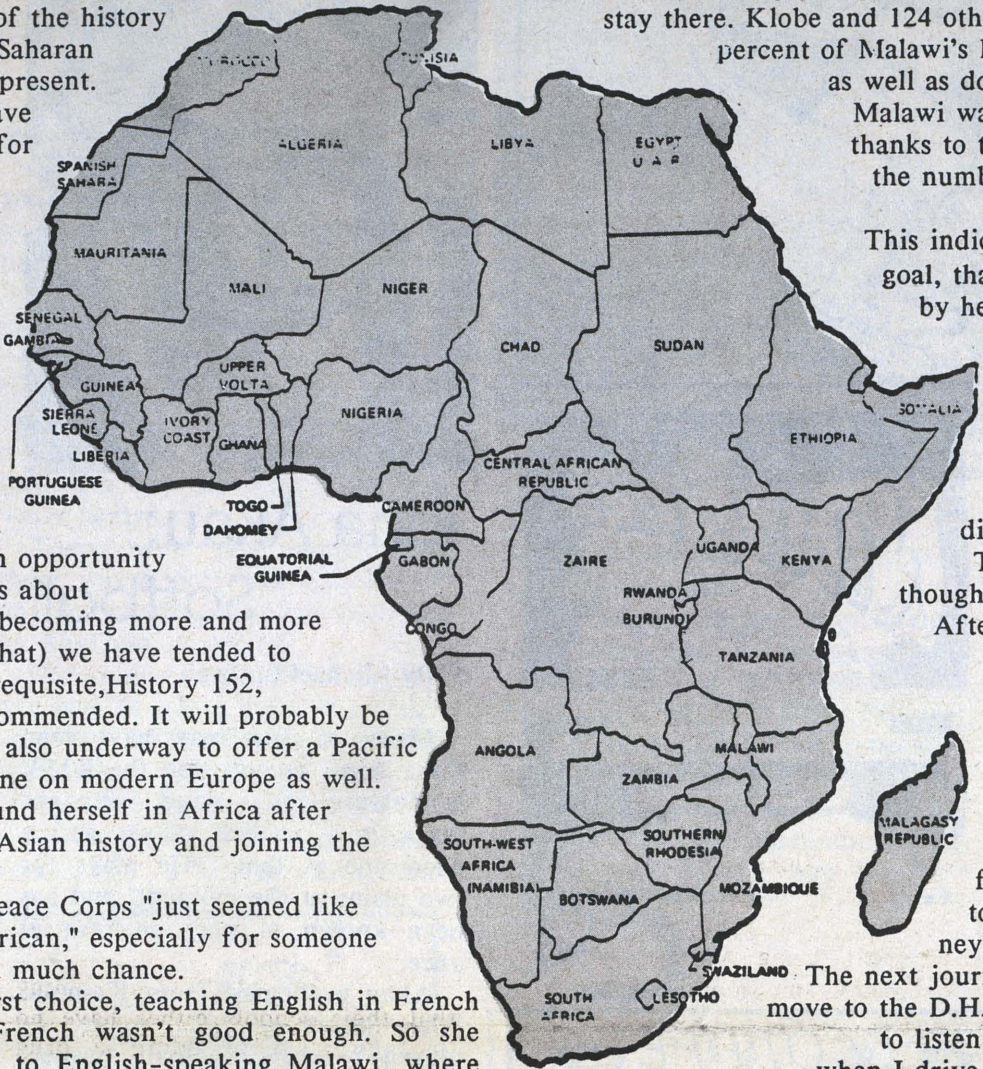 of the history
Saharan
present.
ave
for
n opportunity
s about
becoming more and more
hat) we have tended to
requisite,History 152,
ommended. It will probably be
also underway to offer a Pacific
ne on modern Europe as well.
und herself in Africa after
Asian history and joining the
eace Corps "just seemed like
erican," especially for someone
much chance.
rst choice, teaching English in French
French wasn't good enough. So she
to English-speaking Malawi, where
MOROCCO
TUNISIA
ALGERIA
LIBYA
EGYPT
U A R
SPANISH
SAHARA
MAURITANIA
MALI
NIGER
CHAD
SUDAN
SENEGAL
GAMBIA
GUINEA
UPPER
VOLTA
NIGERIA
SIERRA
LEONE
IVORY
COAST
GHANA
LIBERIA
PORTUGUESE
GUINEA
TOGO
DAHOMEY
CENTRAL AFRICAN
REPUBLIC
ETHIOPIA
SOMALIA
CAMEROON
EQUATORIAL
GUINEA
GABON
CONGO
ZAIRE
UGANDA
KENYA
RWANDA
BURUNDI
TANZANIA
ANGOLA
ZAMBIA
MALAWI
SOUTH-WEST
AFRICA
(NAMIBIA)
SOUTHERN
RHODESIA
BOTSWANA
MOZAMBIQUE
MALAGASY
REPUBLIC
SWAZILAND
LESOTHO
SOUTH
AFRICA
stay there. Klobe and 124 oth
percent of Malawi's
as well as do
Malawi wa
thanks to t
the numb
This indic
goal, tha
by he
di
T
though
Afte
f
to
ney
The next jour
move to the D.H.
to listen
when I drive